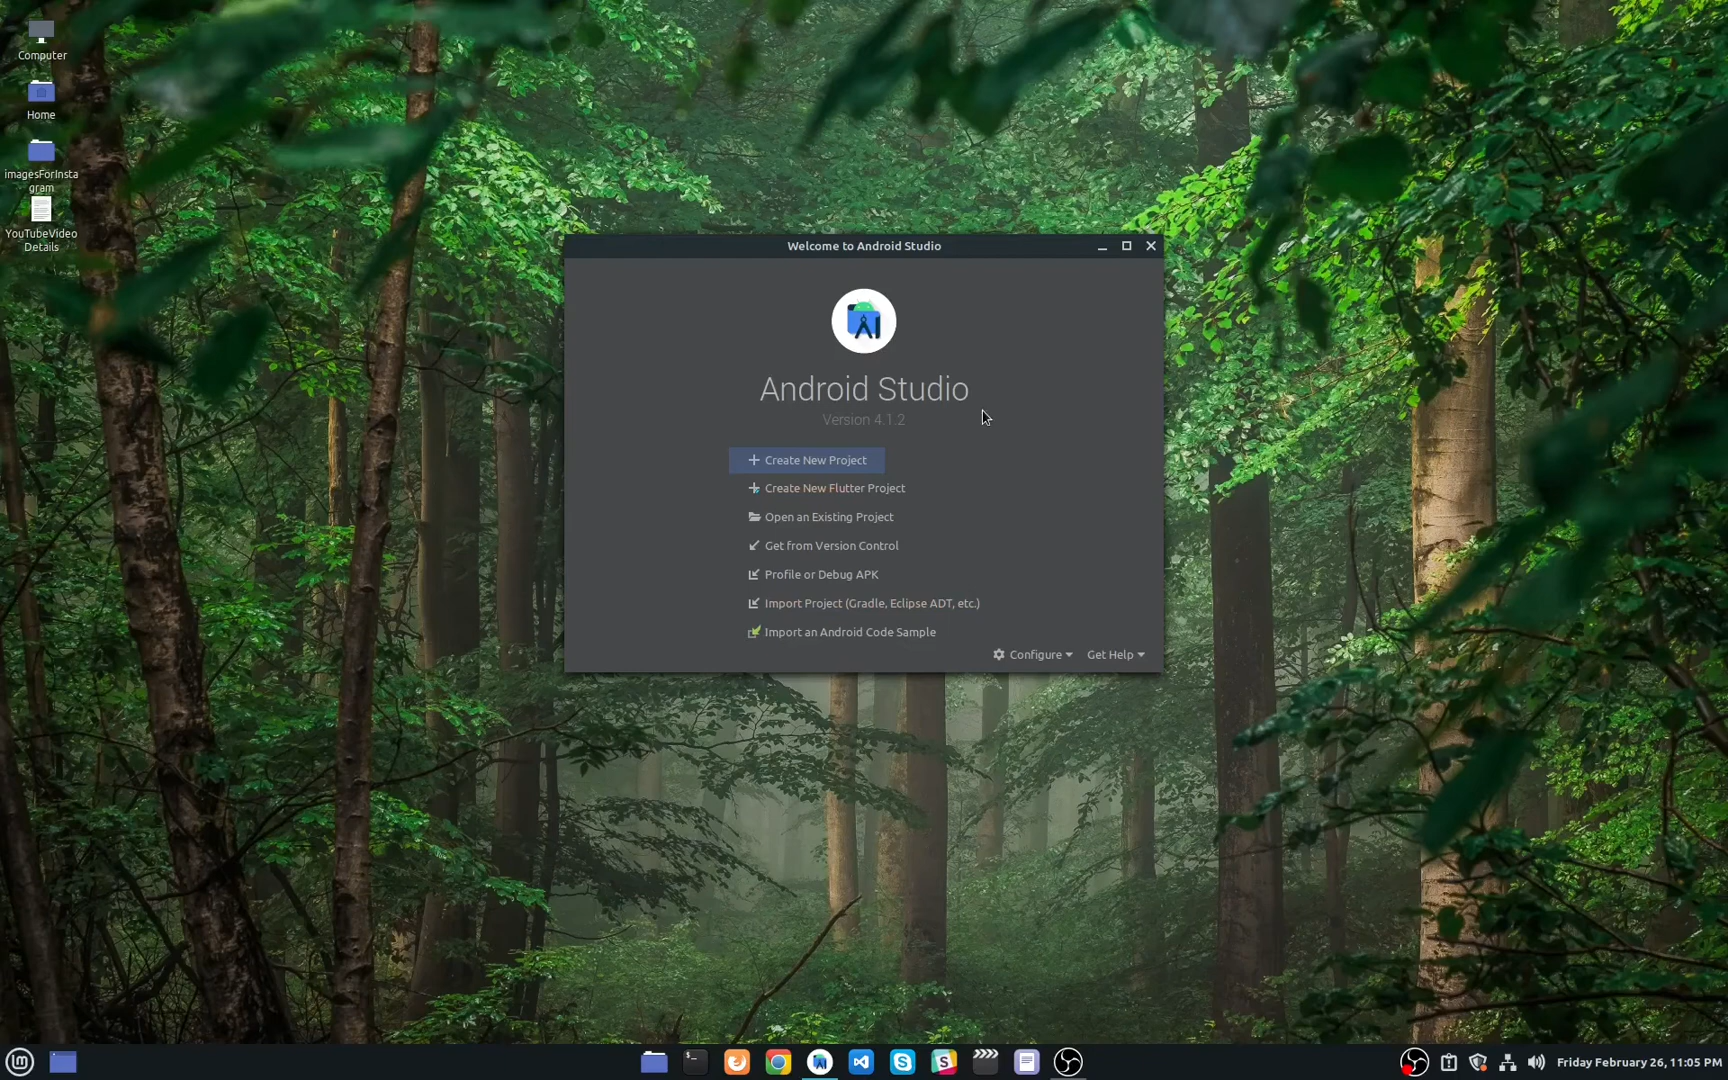 Computer
Home
imagesForInsta
gram
YouTubeVideo
Details
Welcome to Android Studio
Android Studio
Version 4.1.2
Create New Project
Create New Flutter Project
Open an Existing Project
Get from Version Control
Profile or Debug APK
Import Project (Gradle, Eclipse ADT, etc.)
Import an Android Code Sample
Configure
Get Help
Friday February 26, 11:05 PM